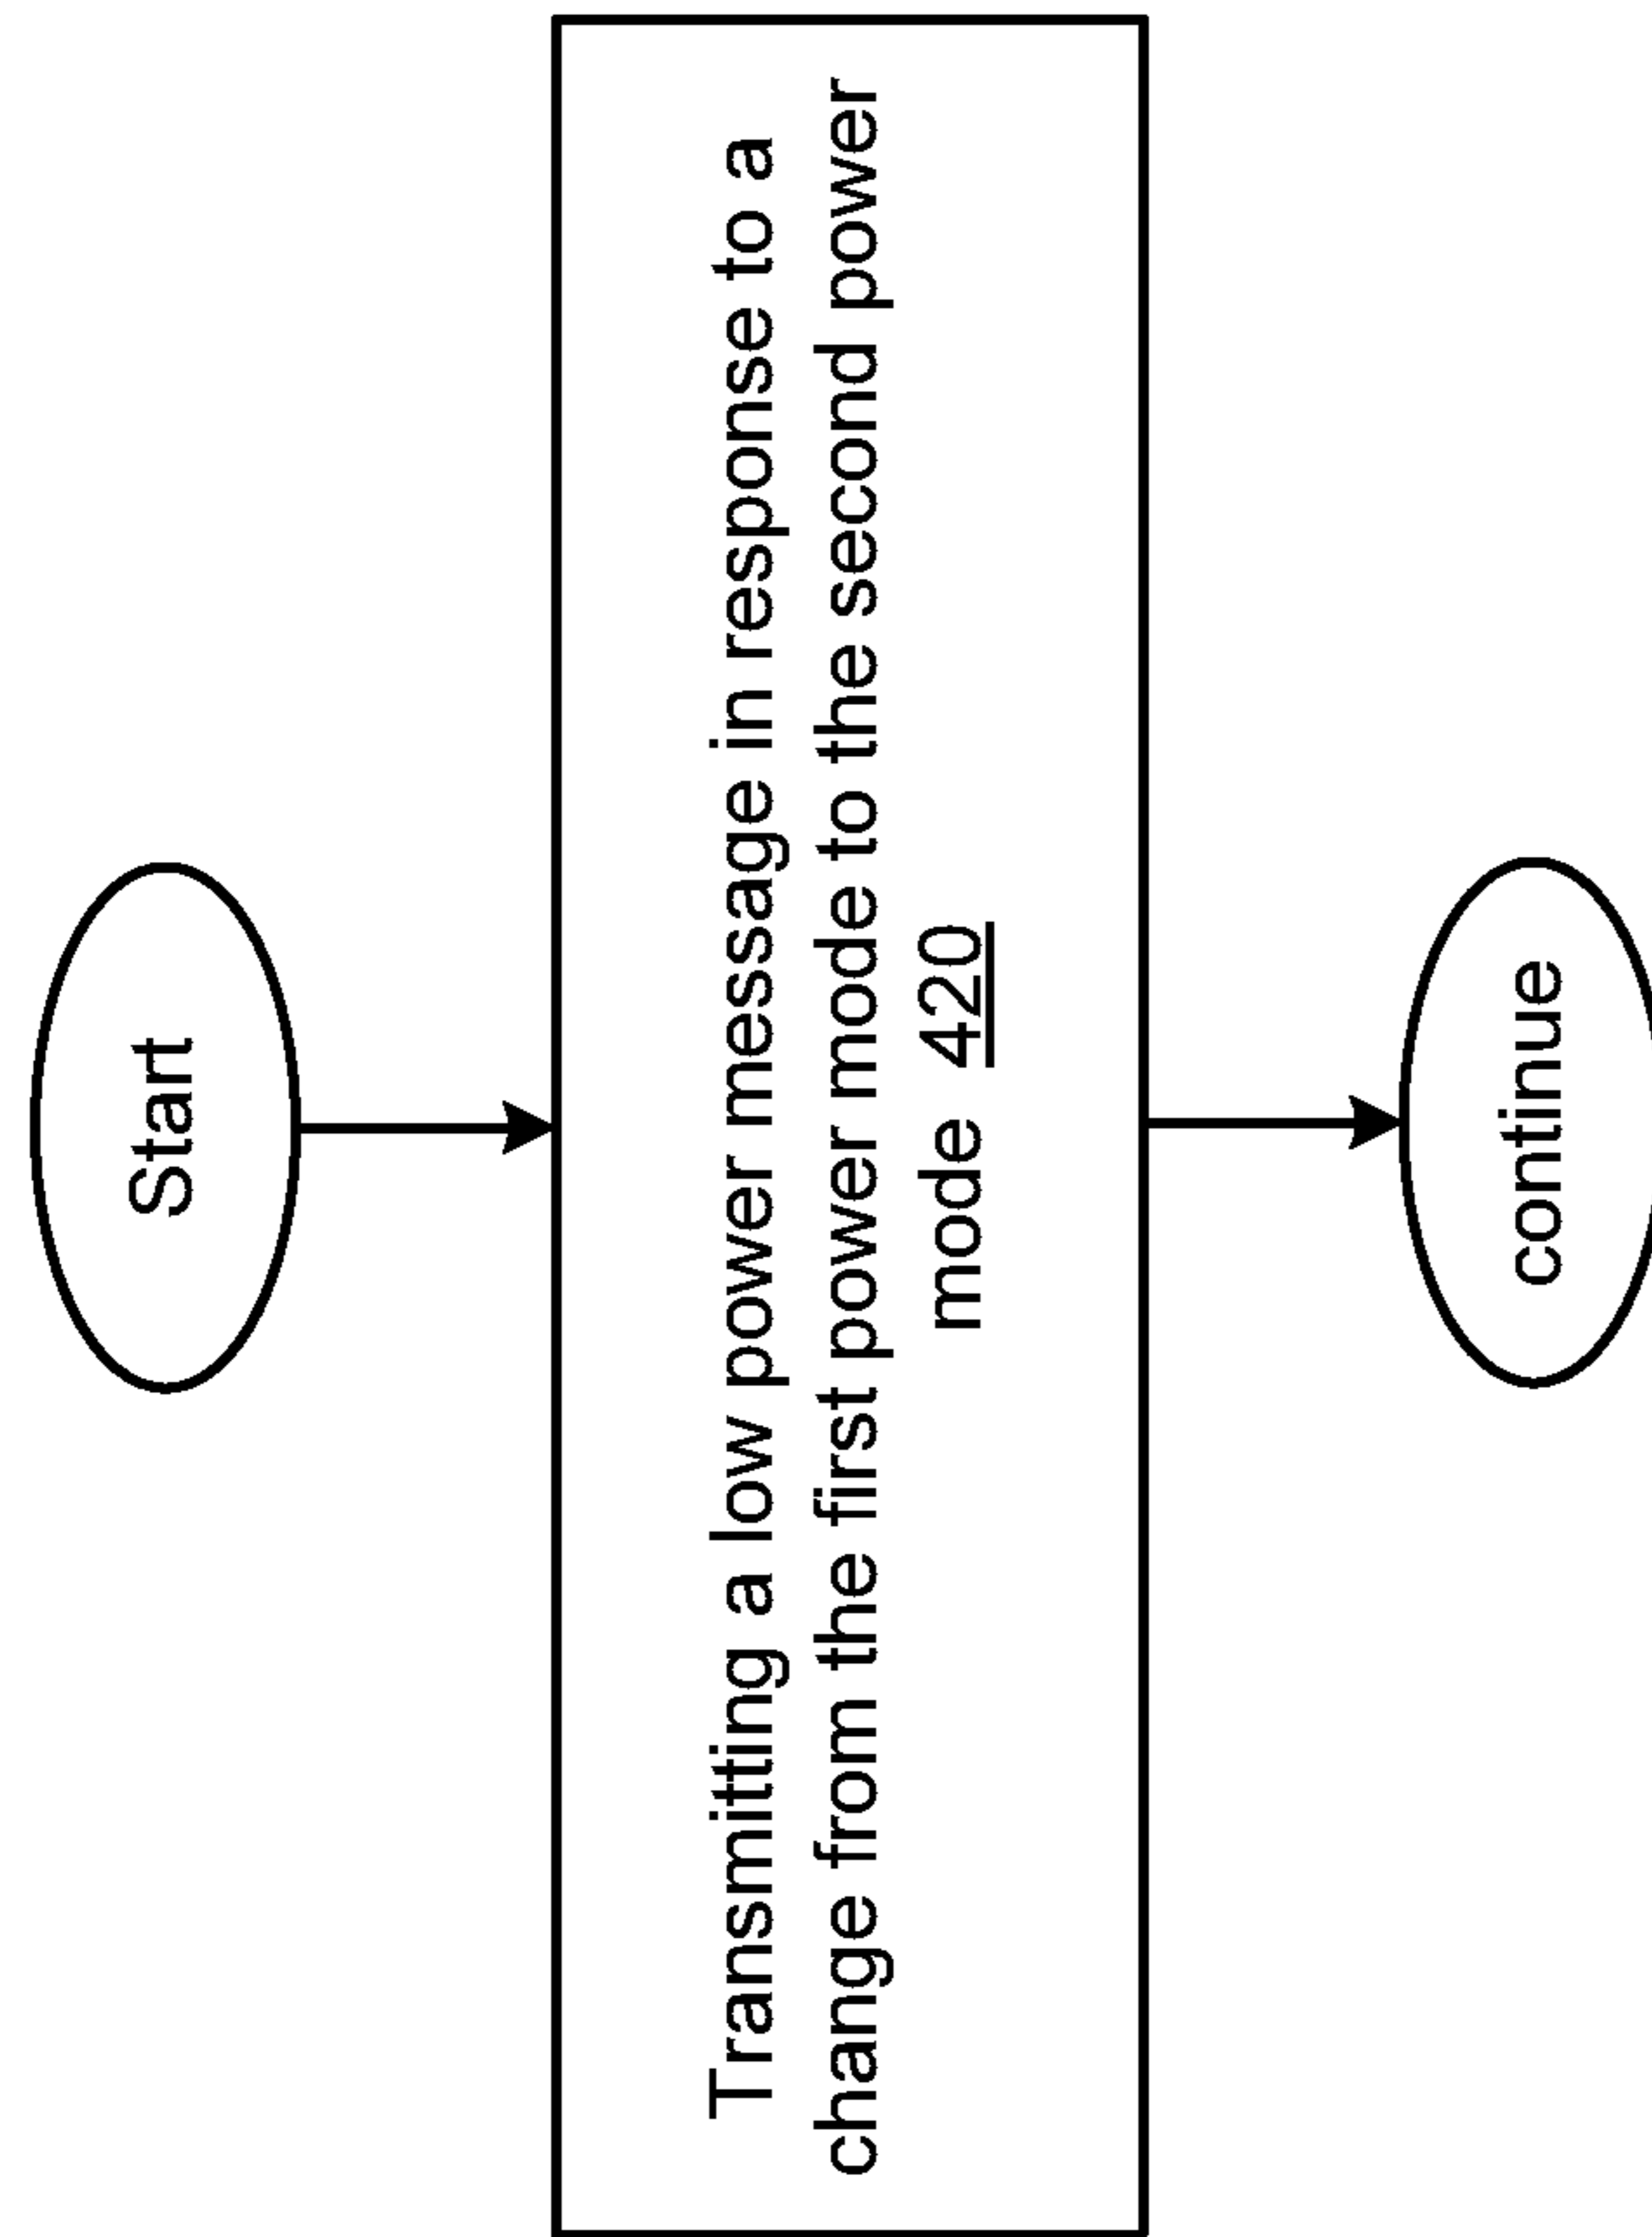 Start
Transmitting a low power message in response to a
change from the first power mode to the second power
mode 420
continue